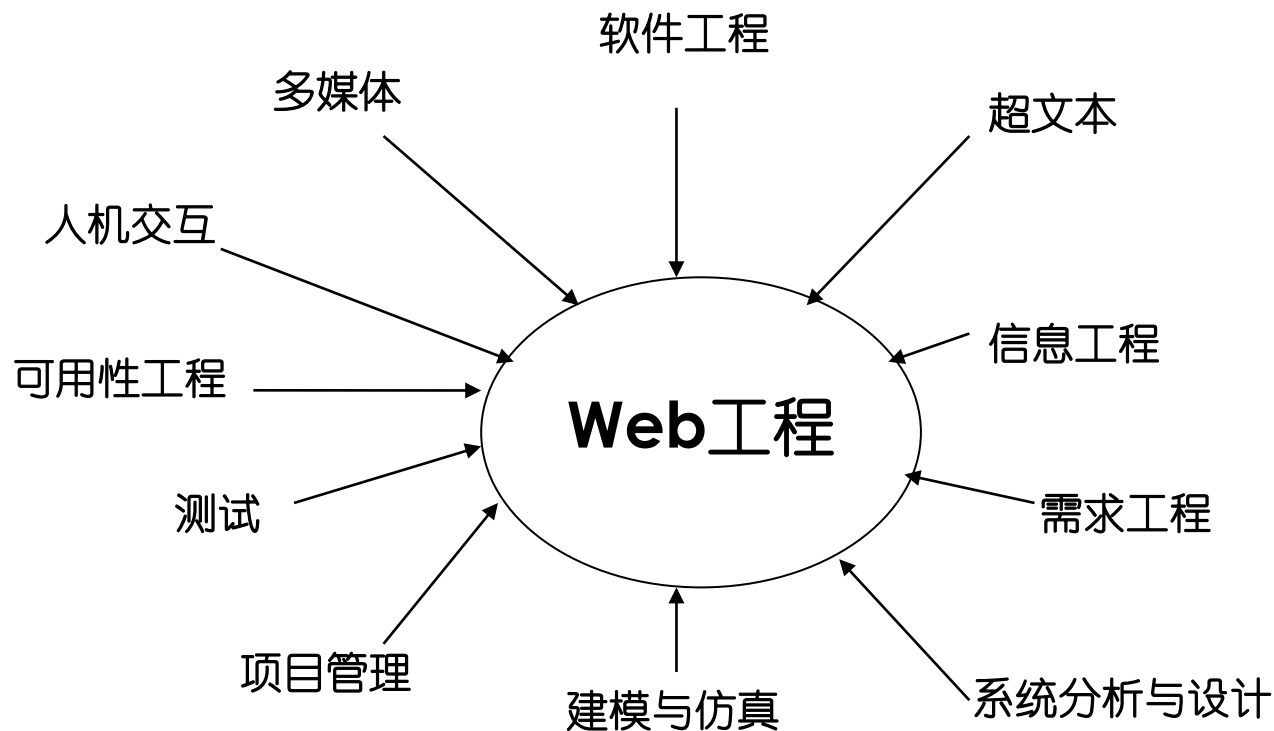 软件工程
多媒体
超文本
人机交互
信息工程
可用性工程
Web工程
测试
需求工程
项目管理
建模与仿真
系统分析与设计